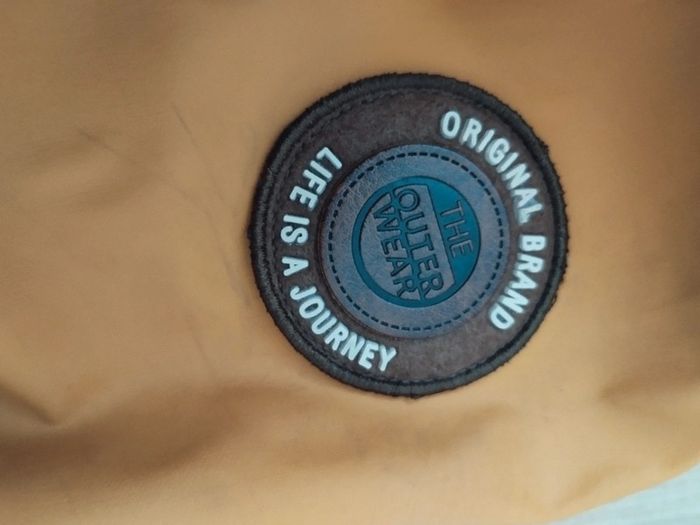 ORIGINAL BRAND
THE
OUTER
WEAR
LIFE IS A JOURNEY